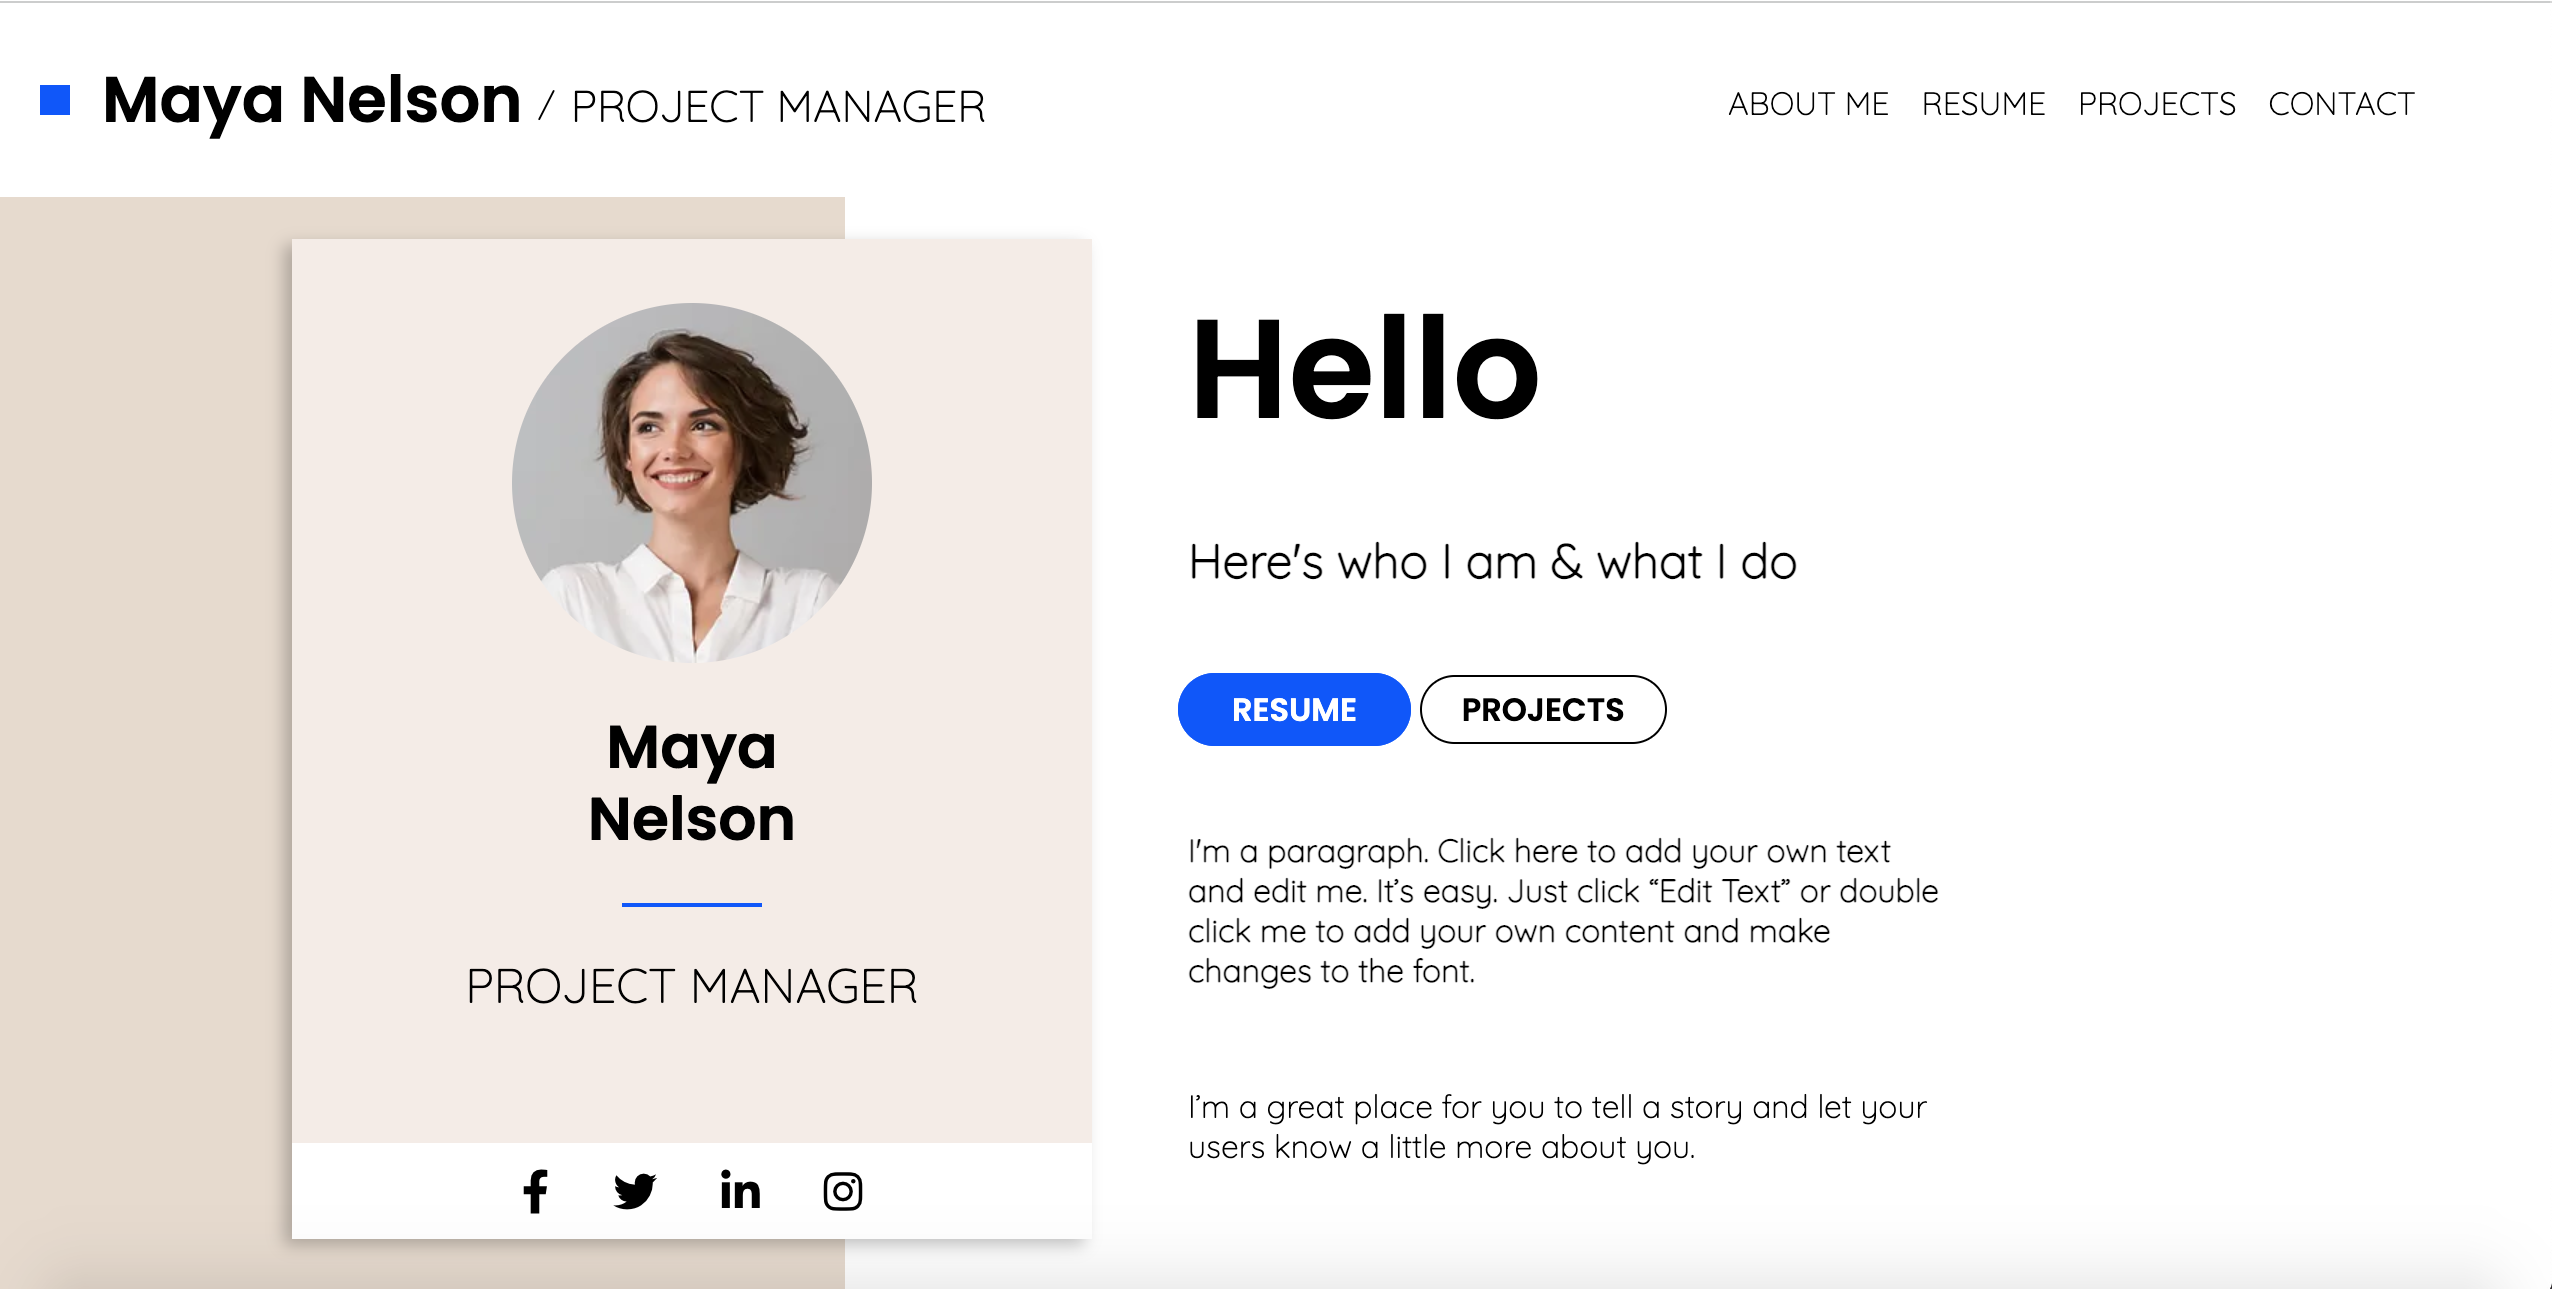 Maya Nelson / PROJECT MANAGER
ABOUT ME RESUME PROJECTS CONTACT
Maya
Nelson
PROJECT MANAGER
Hello
Here's who I am & what I do
RESUME PROJECTS
I'm a paragraph. Click here to add your own text
and edit me. It’s easy. Just click “Edit Text” or double
click me to add your own content and make
changes to the font.
I’m a great place for you to tell a story and let your
users know a little more about you.